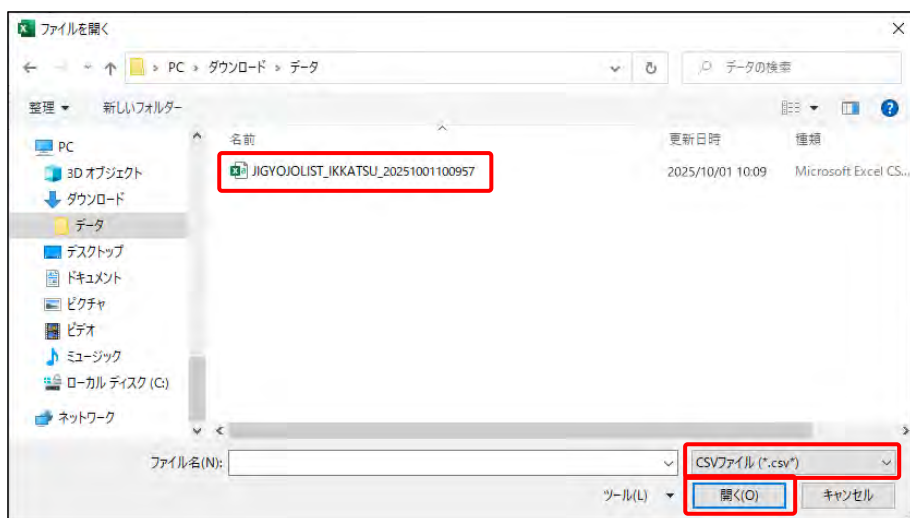 ファイルを開く
PC › ダウンロード › データ
データの検索
整理 新しいフォルダー
名前 更新日時 種類
JIGYOJOLIST_IKKATSU_20251001100957 2025/10/01 10:09 Microsoft Excel CS...
PC
3D オブジェクト
ダウンロード
データ
デスクトップ
ドキュメント
ピクチャ
ビデオ
ミュージック
ローカル ディスク (C:)
ネットワーク
ファイル名(N): CSVファイル (*.csv*)
ツール(L) 開く(O) キャンセル